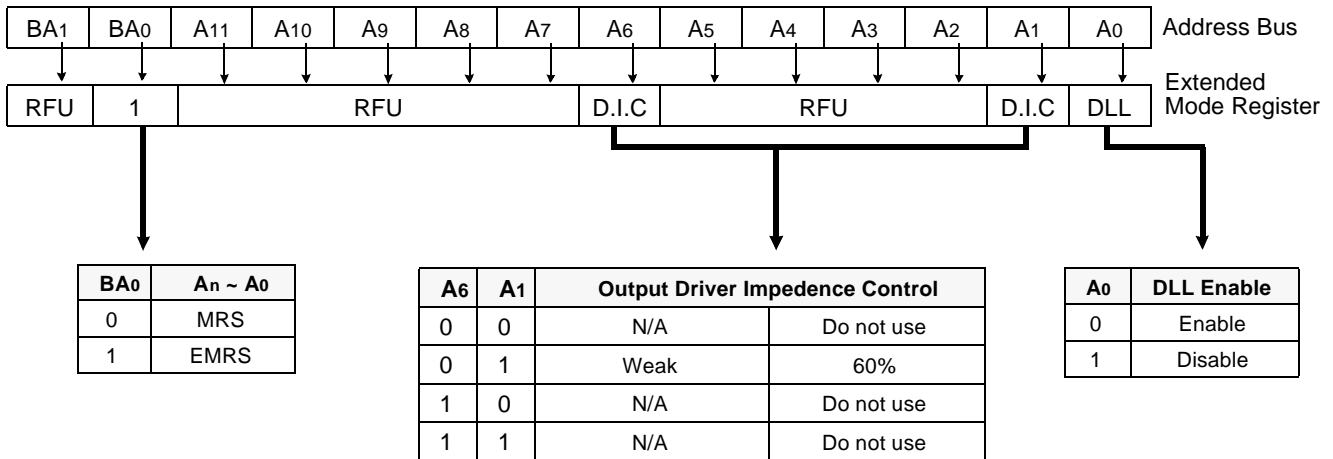 BA1 BA0 A11 A10 A9 A8 A7 A6 A5 A4 A3 A2 A1 A0 Address Bus
RFU 1 RFU D.I.C RFU D.I.C DLL Extended
Mode Register
BA0 An ~ A0
0 MRS
1 EMRS
A6 A1 Output Driver Impedence Control
0 0 N/A Do not use
0 1 Weak 60%
1 0 N/A Do not use
1 1 N/A Do not use
A0 DLL Enable
0 Enable
1 Disable